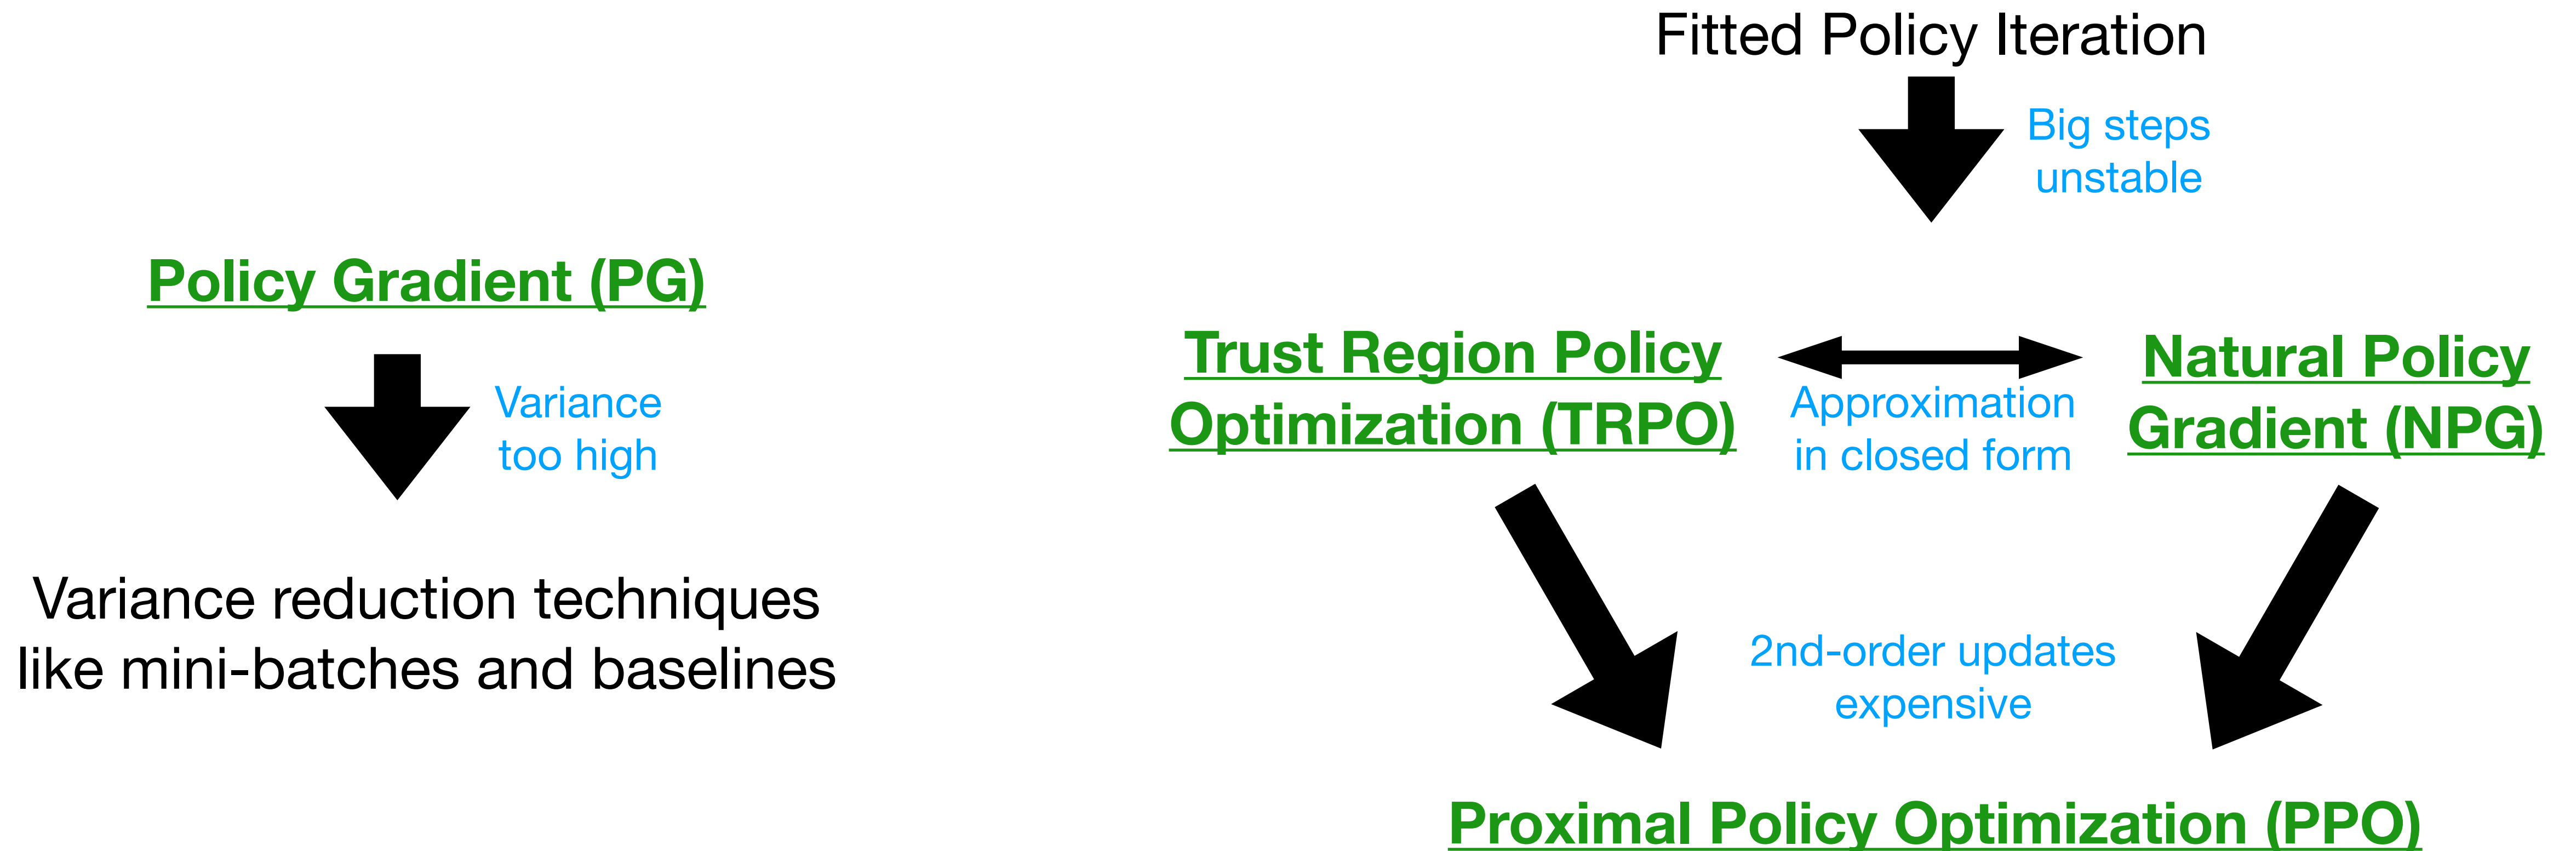 Policy Gradient (PG)
Variance
too high
Variance reduction techniques
like mini-batches and baselines
Fitted Policy Iteration
Big steps
unstable
Trust Region Policy
Optimization (TRPO)
Approximation
in closed form
Natural Policy
Gradient (NPG)
2nd-order updates
expensive
Proximal Policy Optimization (PPO)